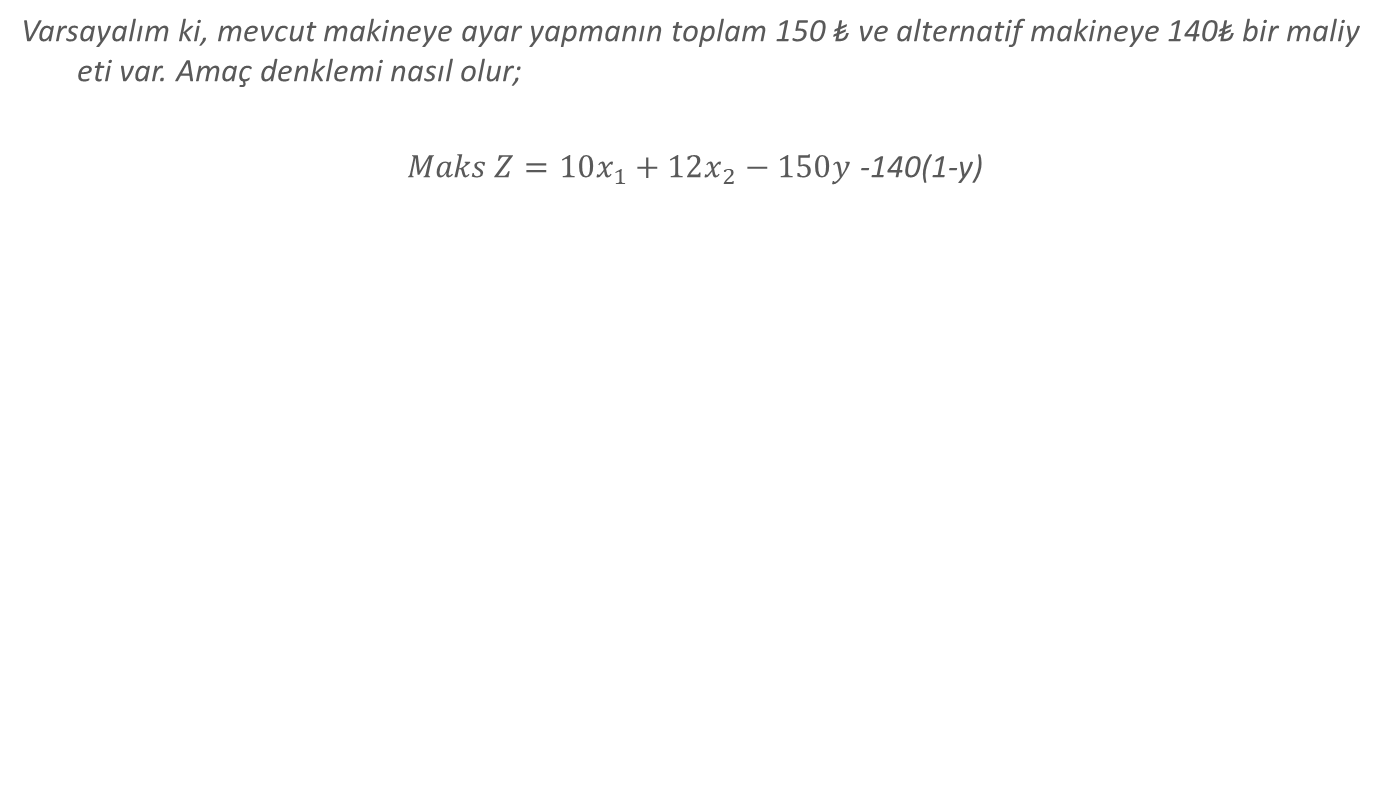 Varsayalım ki, mevcut makineye ayar yapmanın toplam 150 ₺ ve alternatif makineye 140₺ bir maliy
eti var. Amaç denklemi nasıl olur;
Maks Z = 10x₁ + 12x₂ − 150y -140(1-y)